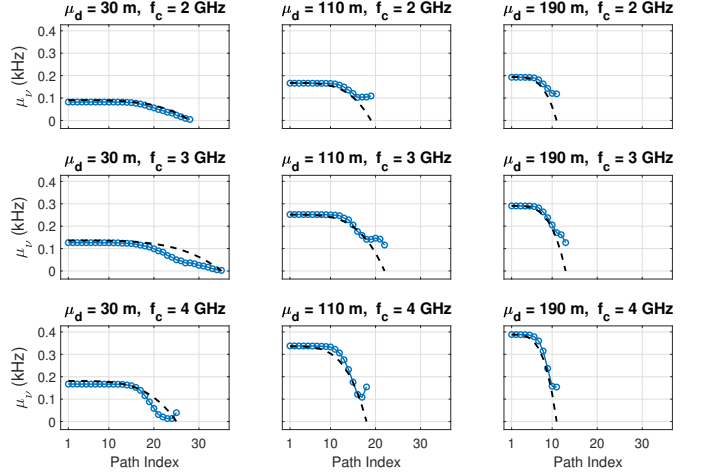 μd = 30 m, fc = 2 GHz
μd = 110 m, fc = 2 GHz
μd = 190 m, fc = 2 GHz
μν (kHz)
0.4
0.3
0.2
0.1
0
μd = 30 m, fc = 3 GHz
μd = 110 m, fc = 3 GHz
μd = 190 m, fc = 3 GHz
μν (kHz)
0.4
0.3
0.2
0.1
0
μd = 30 m, fc = 4 GHz
μd = 110 m, fc = 4 GHz
μd = 190 m, fc = 4 GHz
μν (kHz)
0.4
0.3
0.2
0.1
0
1 10 20 30
1 10 20 30
1 10 20 30
Path Index
Path Index
Path Index